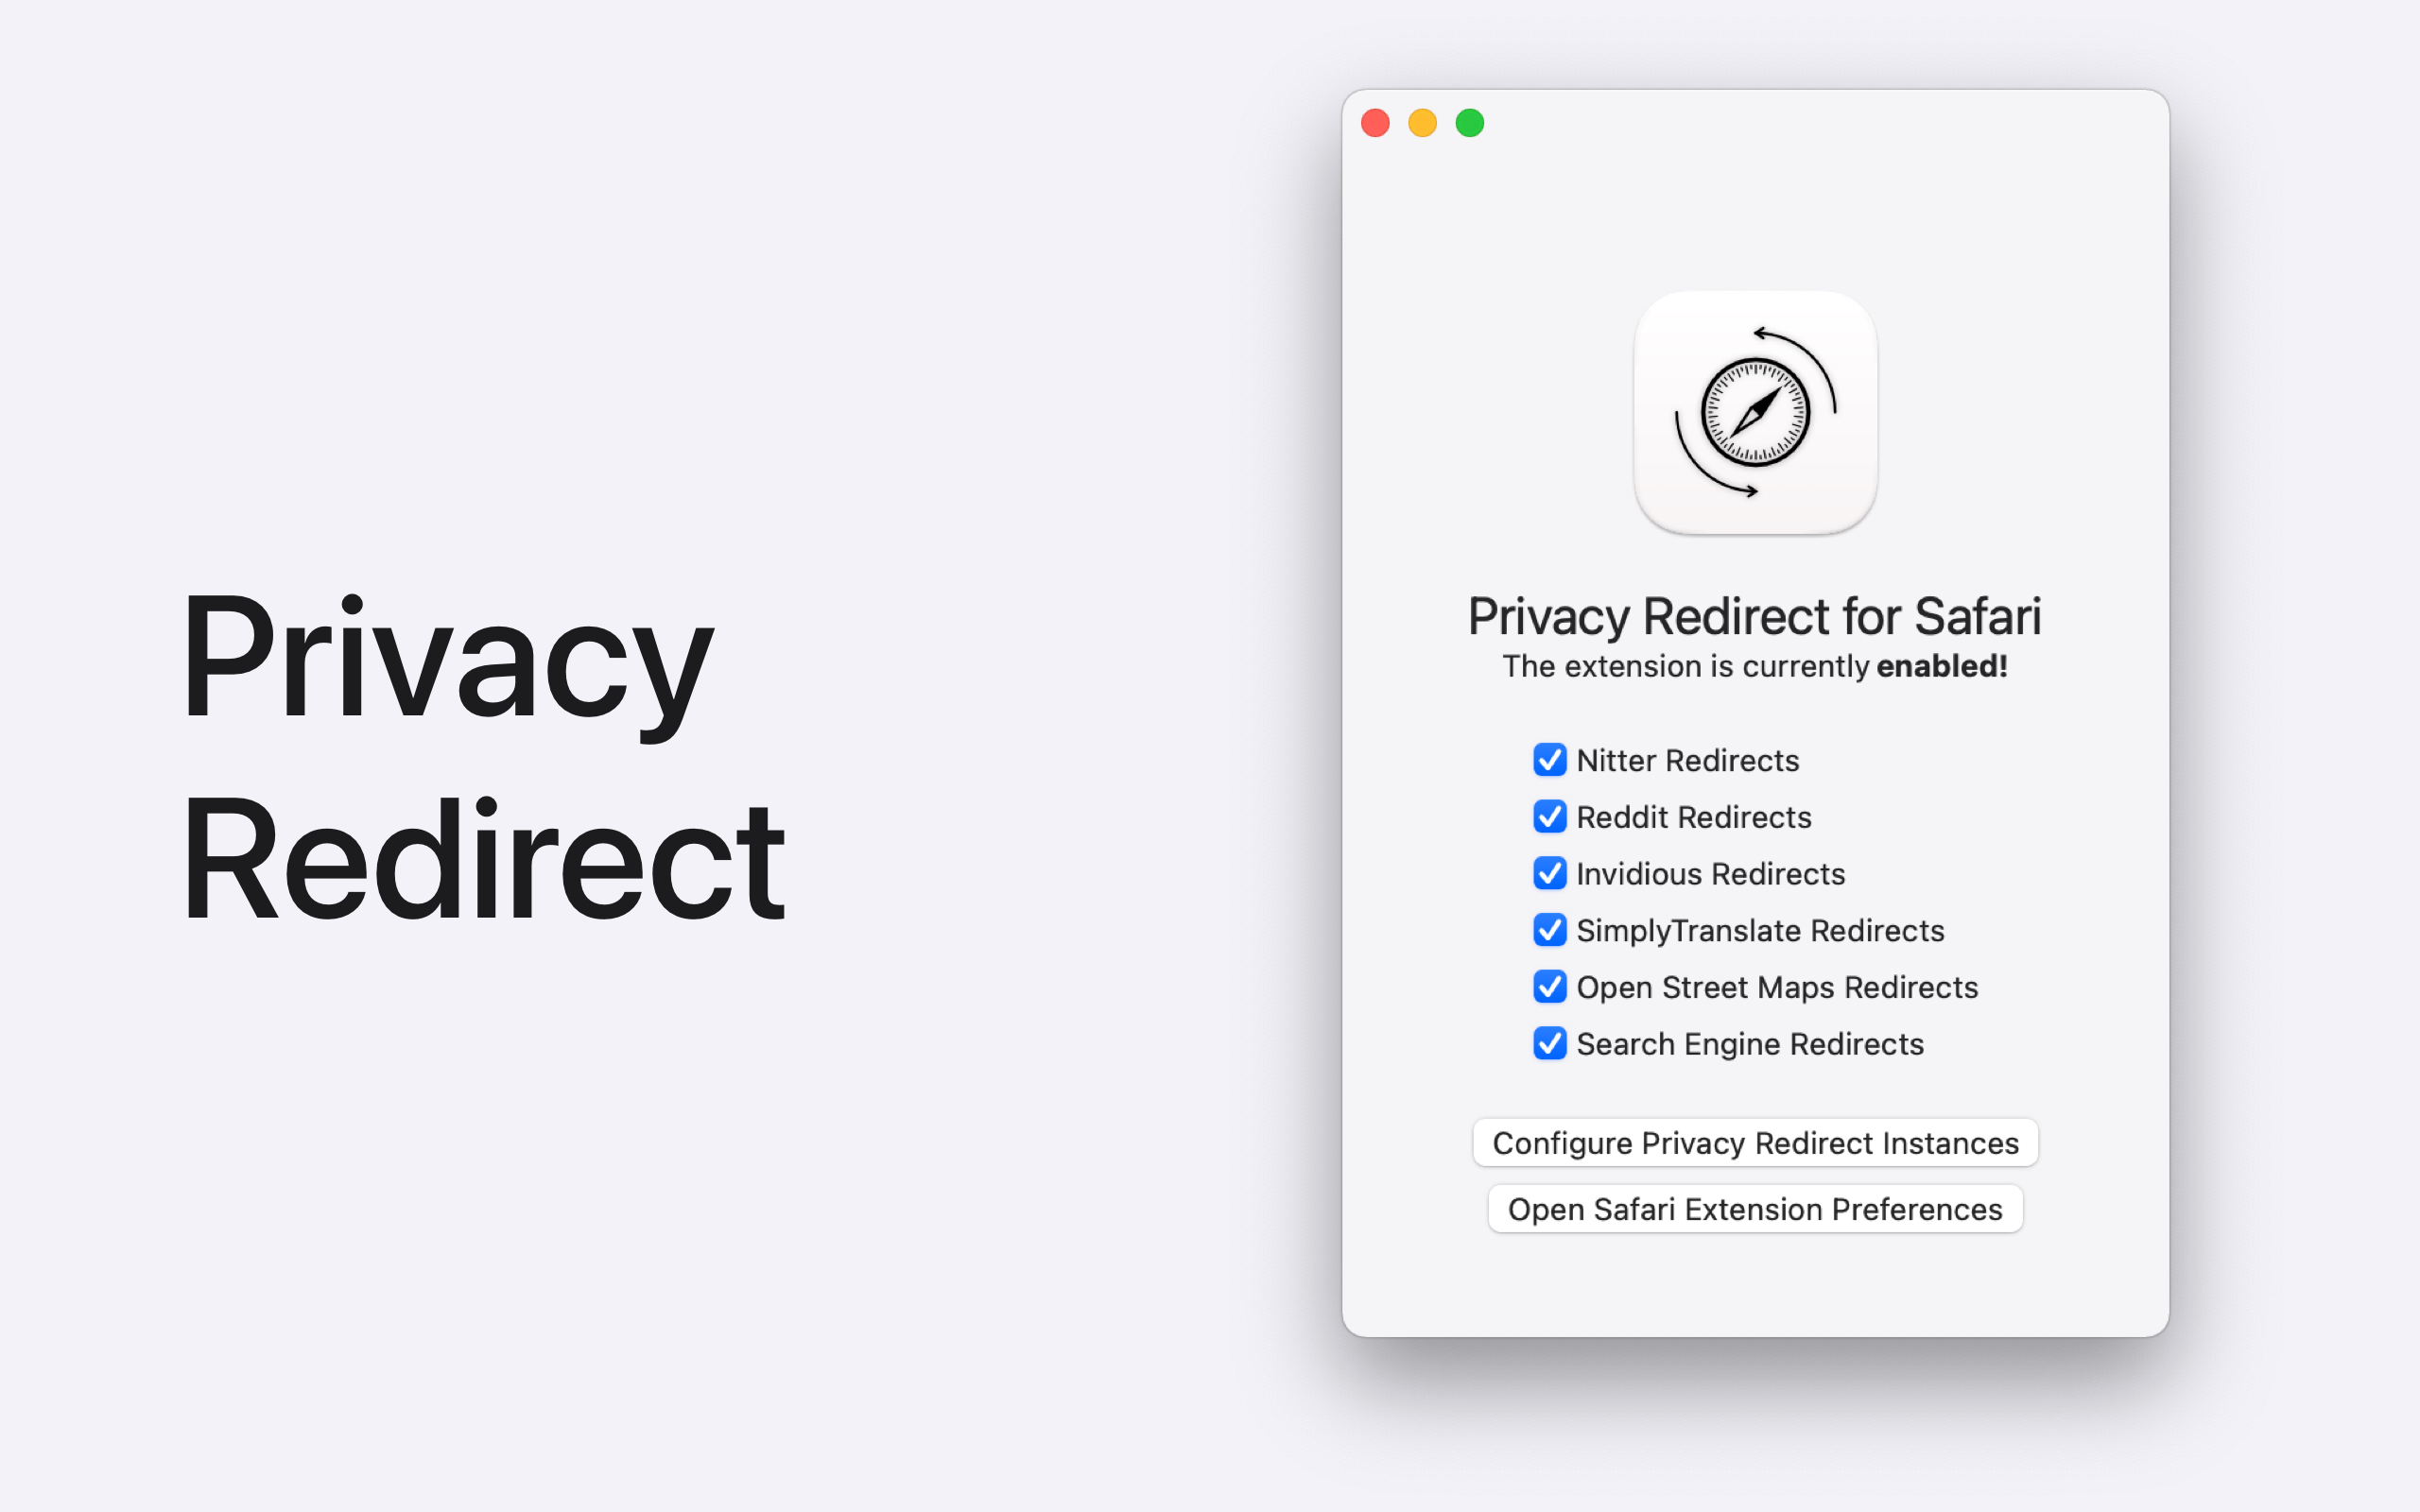 Privacy
Redirect
Privacy Redirect for Safari
The extension is currently enabled!
Nitter Redirects
Reddit Redirects
Invidious Redirects
SimplyTranslate Redirects
Open Street Maps Redirects
Search Engine Redirects
Configure Privacy Redirect Instances
Open Safari Extension Preferences